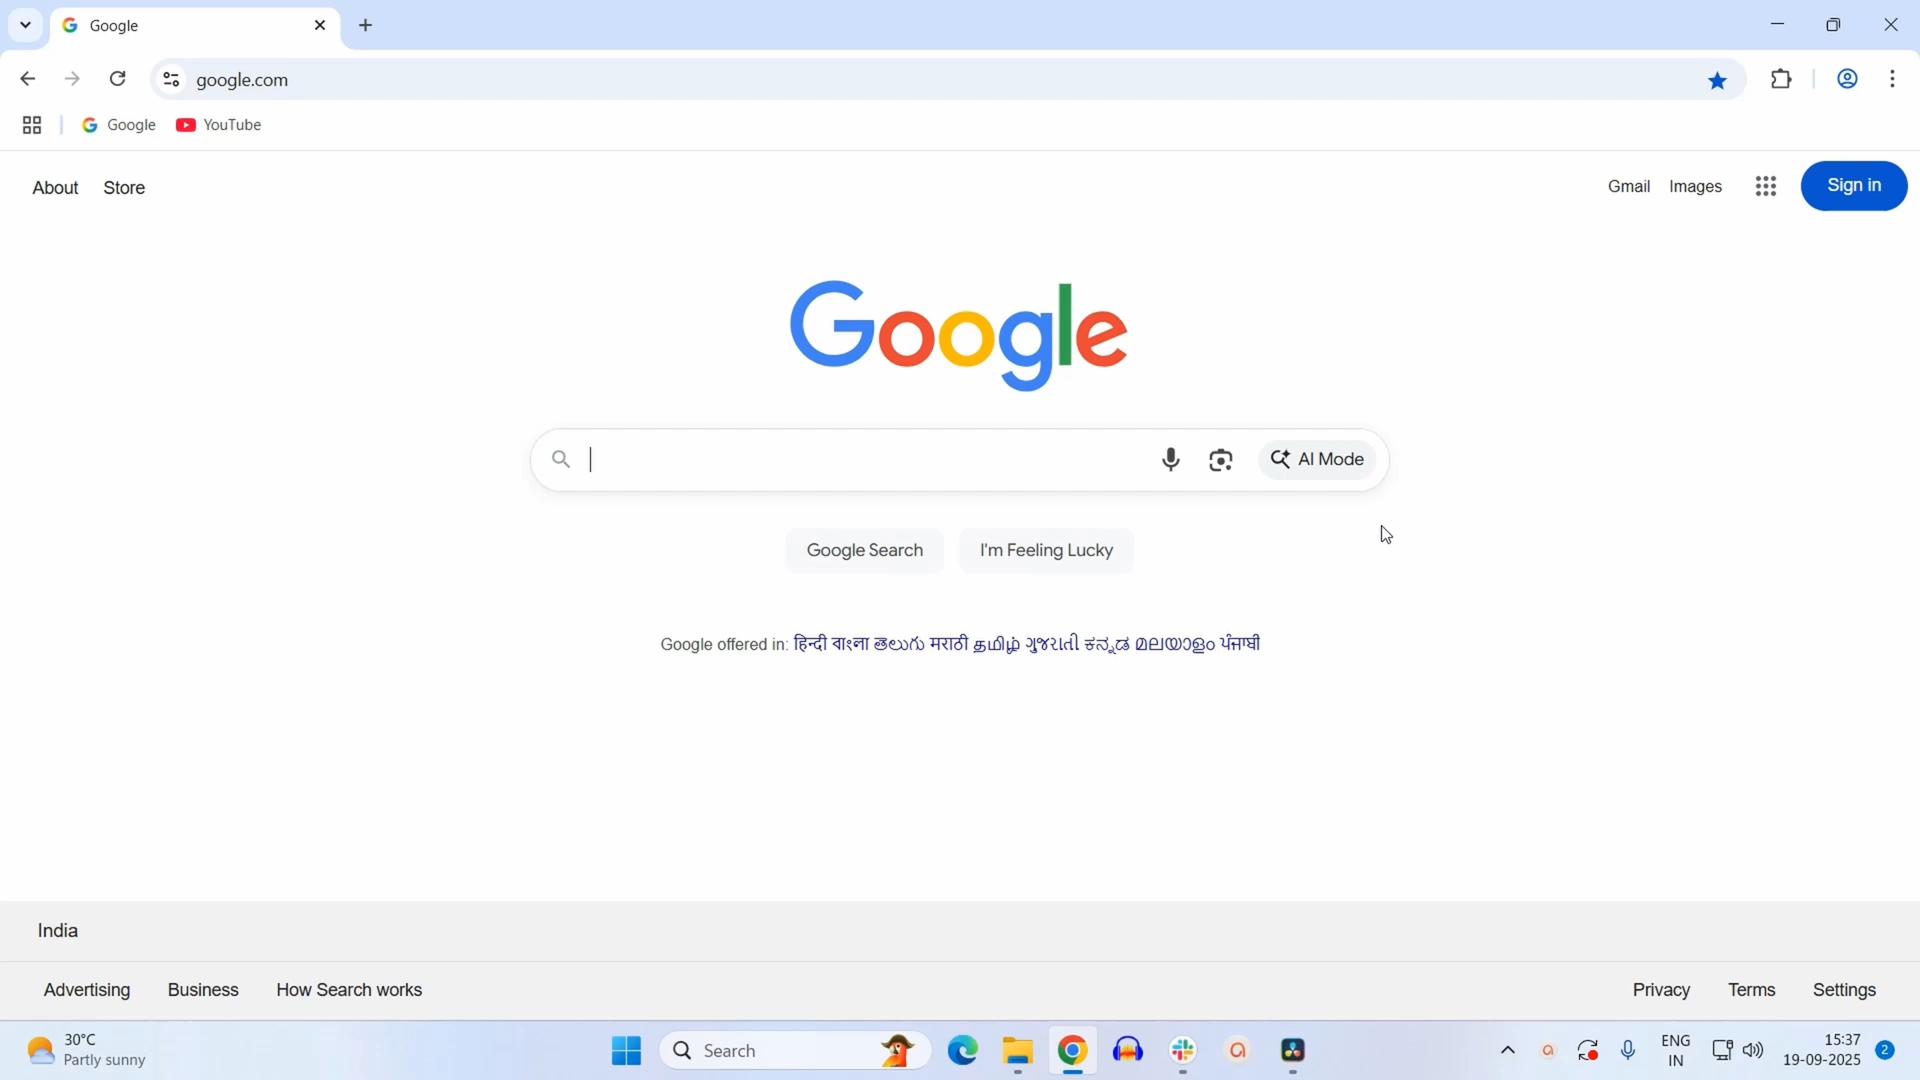 Google
google.com
Google YouTube
About Store
Gmail Images Sign in
Google
AI Mode
Google Search I'm Feeling Lucky
Google offered in: हिन्दी বাংলা తెలుగు मराठी தமிழ் ગુજરાતી ಕನ್ನಡ മലയാളം ਪੰਜਾਬੀ
India
Advertising Business How Search works
Privacy Terms Settings
30°C
Partly sunny
Search
ENG
IN
15:37
19-09-2025
2